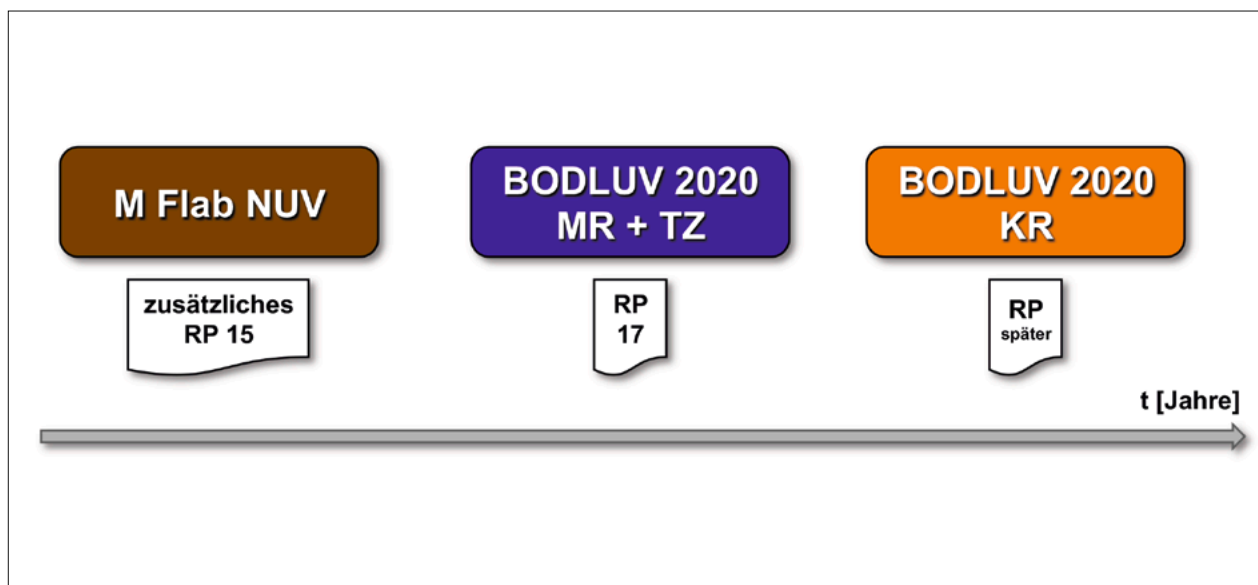 M Flab NUV
zusätzliches
RP 15
BODLUV 2020
MR + TZ
RP
17
BODLUV 2020
KR
RP
später
t [Jahre]